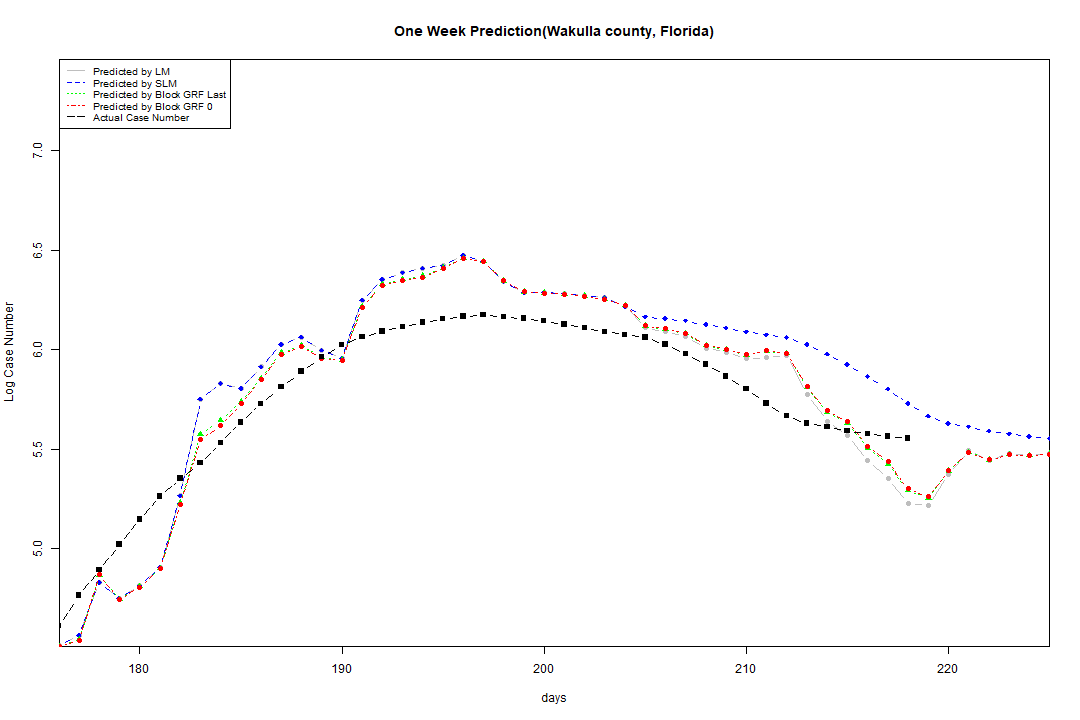 One Week Prediction(Wakulla county, Florida)
Predicted by LM
Predicted by SLM
Predicted by Block GRF Last
Predicted by Block GRF 0
Actual Case Number
7.0
6.5
6.0
5.5
5.0
Log Case Number
180 190 200 210 220
days